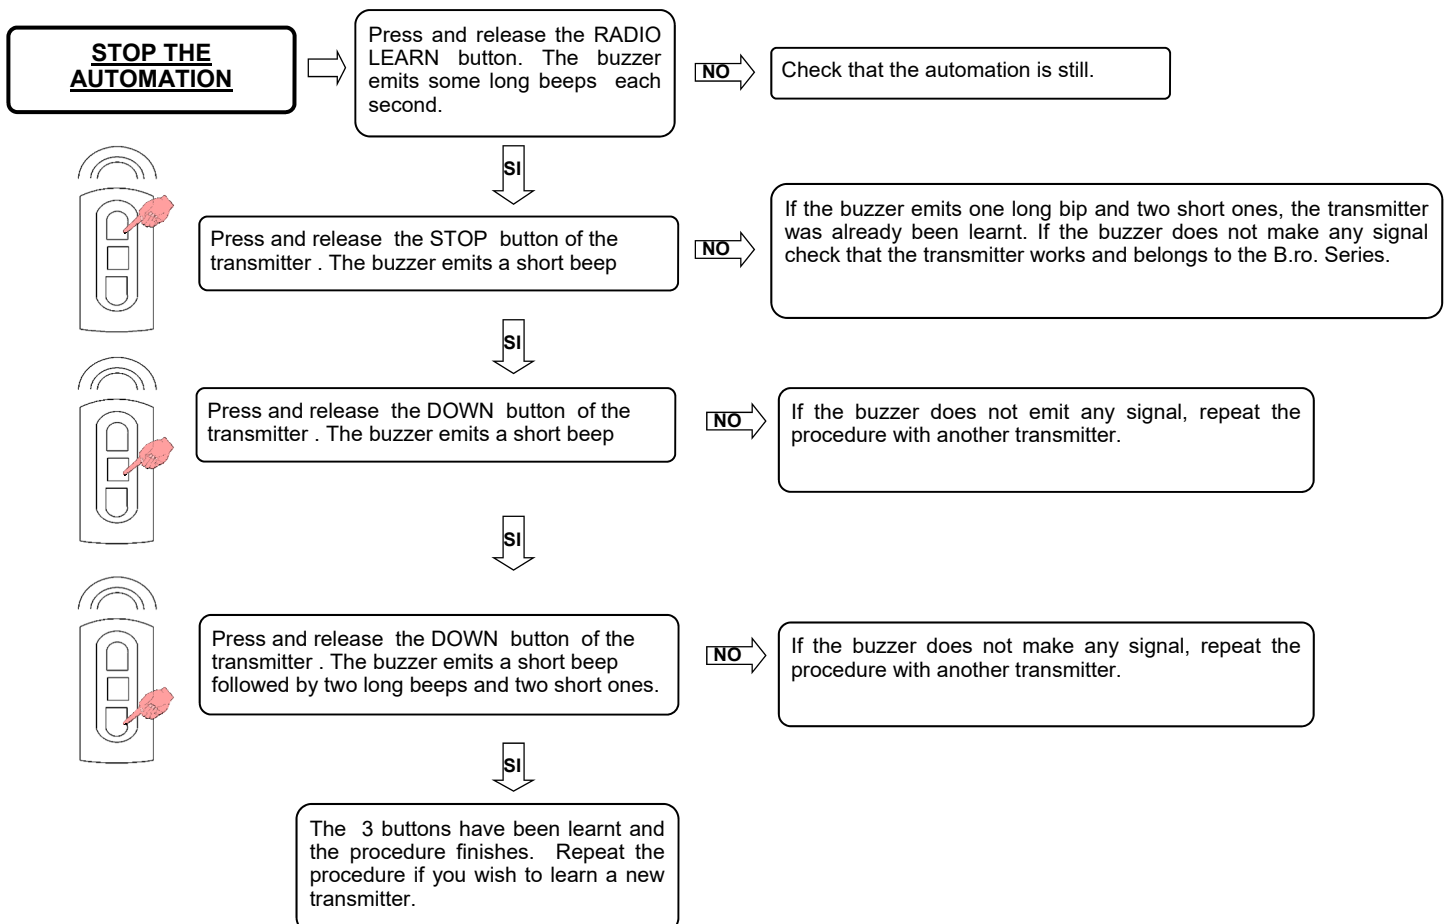 STOP THE
AUTOMATION
Press and release the RADIO
LEARN button. The buzzer
emits some long beeps each
second.
NO
Check that the automation is still.
SI
Press and release the STOP button of the
transmitter . The buzzer emits a short beep
NO
If the buzzer emits one long bip and two short ones, the transmitter
was already been learnt. If the buzzer does not make any signal
check that the transmitter works and belongs to the B.ro. Series.
SI
Press and release the DOWN button of the
transmitter . The buzzer emits a short beep
NO
If the buzzer does not emit any signal, repeat the
procedure with another transmitter.
SI
Press and release the DOWN button of the
transmitter . The buzzer emits a short beep
followed by two long beeps and two short ones.
NO
If the buzzer does not make any signal, repeat the
procedure with another transmitter.
SI
The 3 buttons have been learnt and
the procedure finishes. Repeat the
procedure if you wish to learn a new
transmitter.